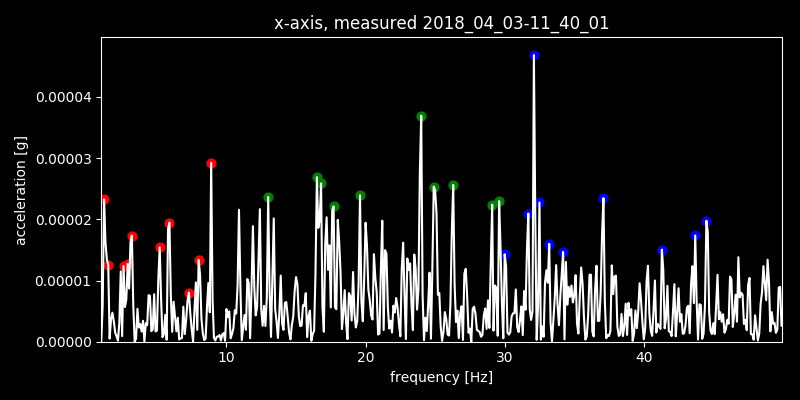 x-axis, measured 2018_04_03-11_40_01
acceleration [g]
0.00004
0.00003
0.00002
0.00001
0.00000
10 20 30 40
frequency [Hz]